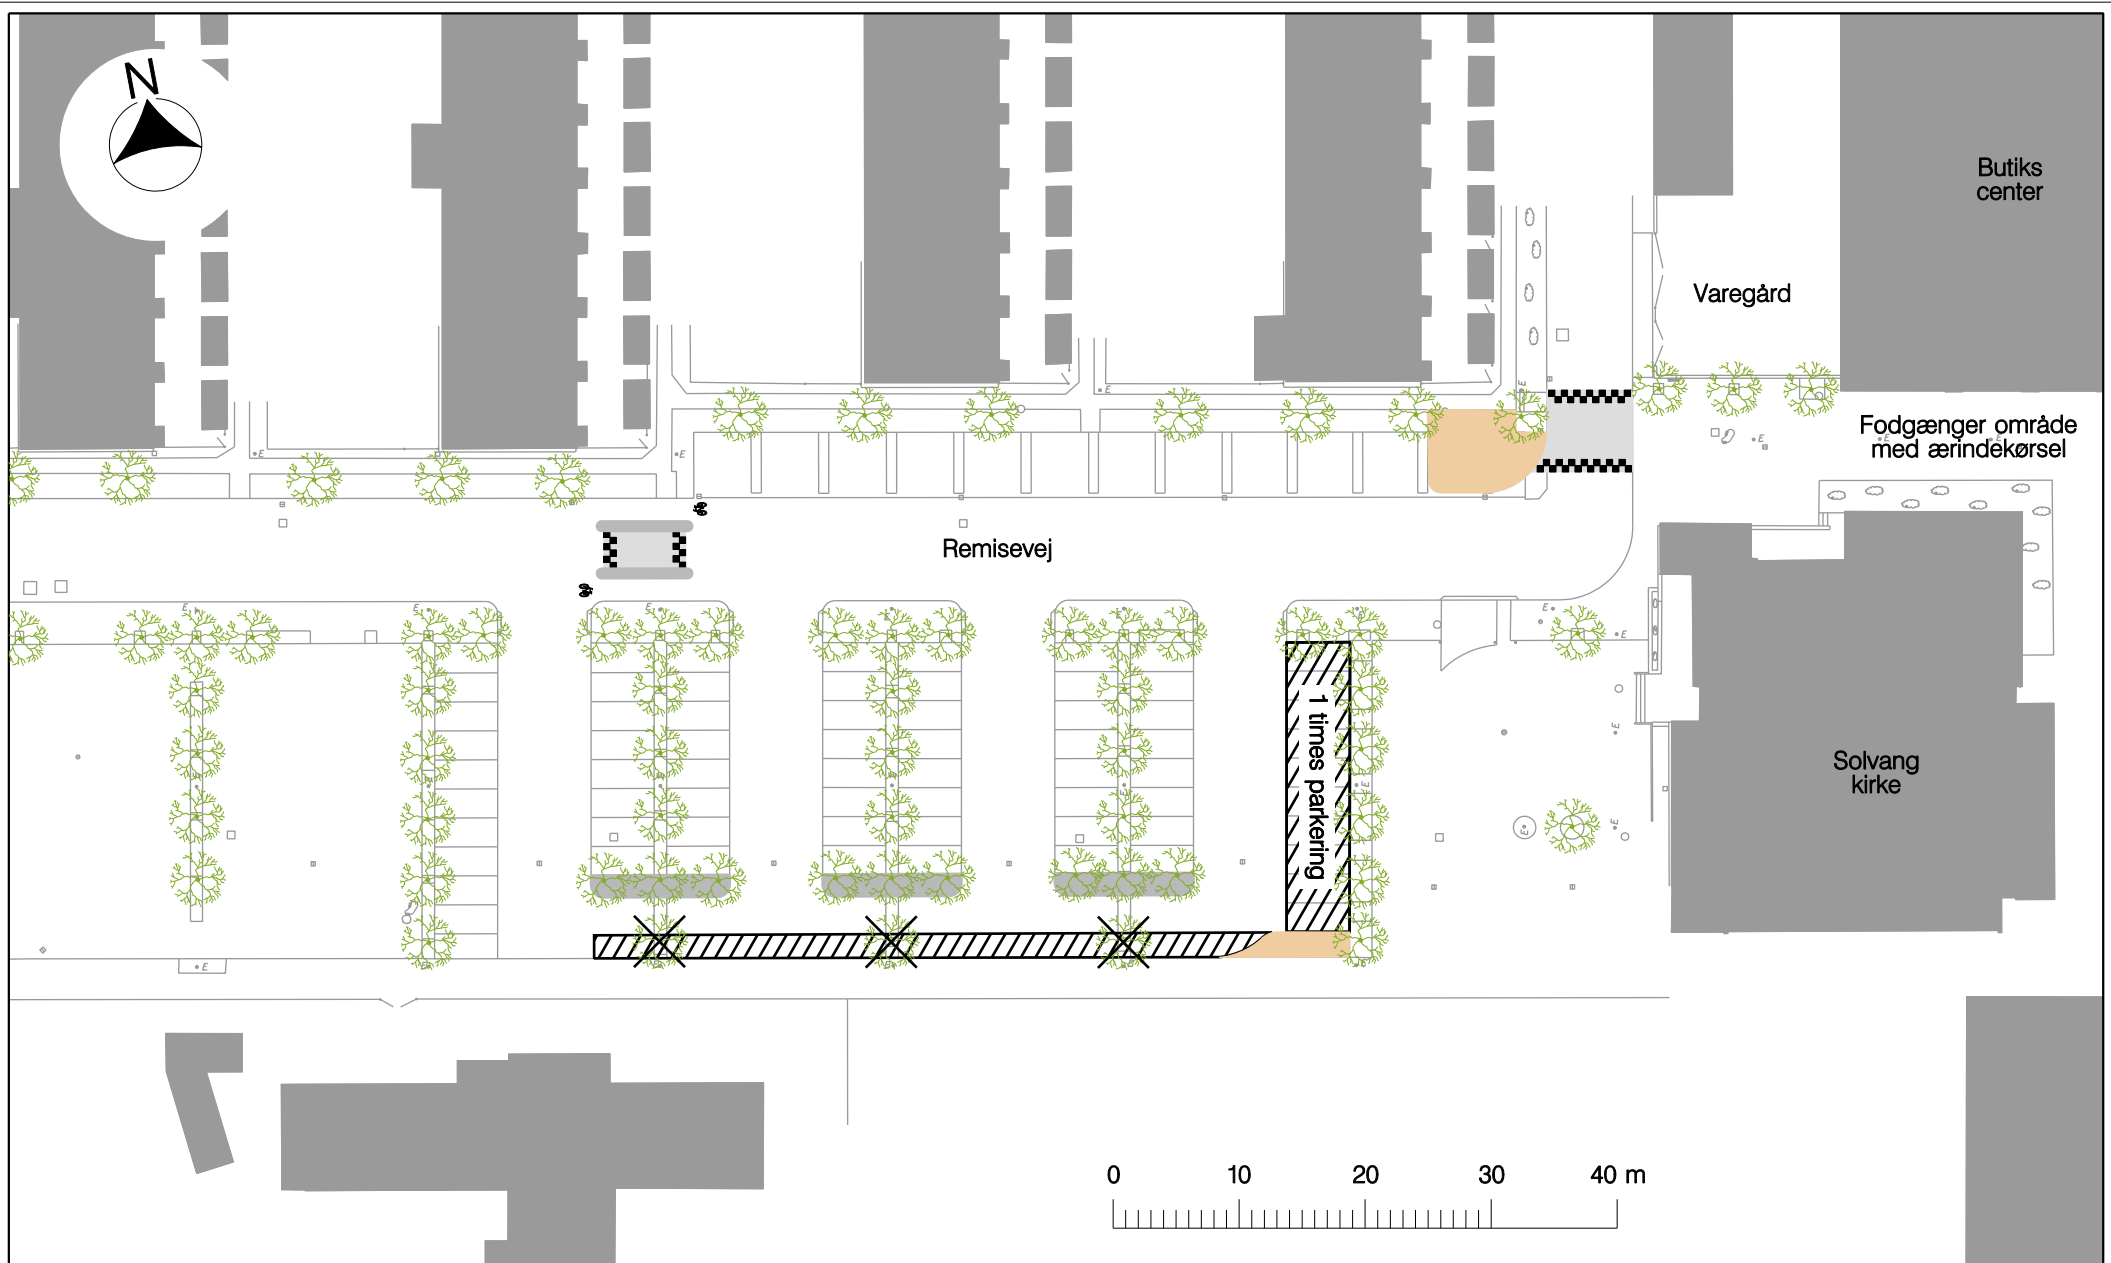 N
Butiks
center
Varegård
Fodgænger område
med ærindekørsel
Remisevej
1 times parkering
Solvang
kirke
0 10 20 30 40 m